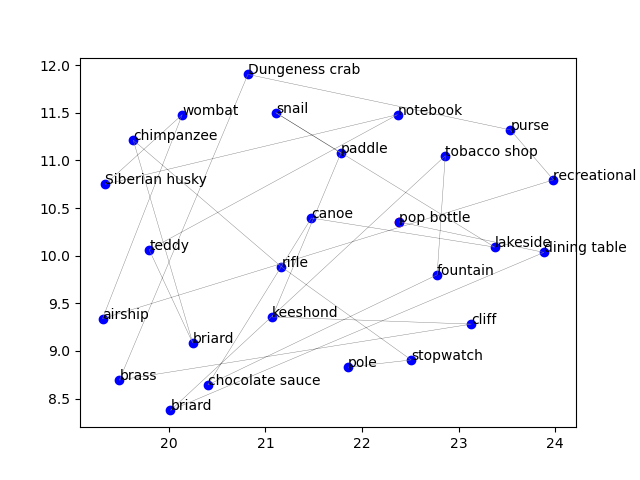 12.0
Dungeness crab
11.5
wombat
snail
notebook
purse
chimpanzee
paddle
tobacco shop
11.0
Siberian husky
recreational
10.5
canoe
pop bottle
teddy
lakeside
dining table
10.0
rifle
fountain
9.5
airship
keeshond
cliff
9.0
briard
stopwatch
pole
brass
chocolate sauce
8.5
briard
20
21
22
23
24